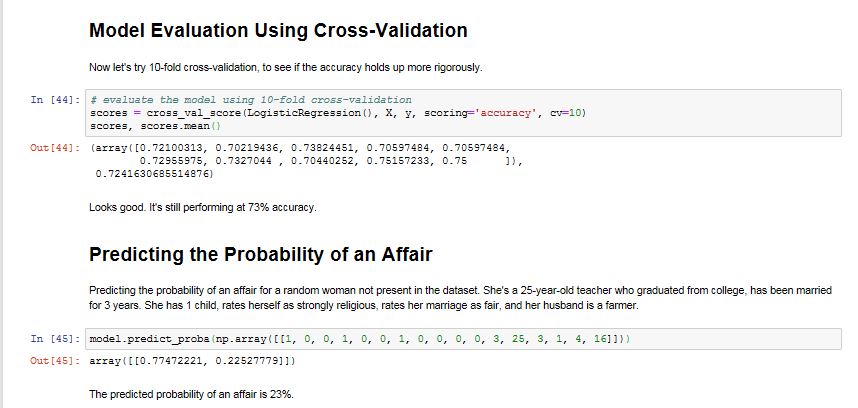 Model Evaluation Using Cross-Validation
Now let's try 10-fold cross-validation, to see if the accuracy holds up more rigorously.
In [44]: # evaluate the model using 10-fold cross-validation
scores = cross_val_score(LogisticRegression(), X, y, scoring='accuracy', cv=10)
scores, scores.mean()
Out[44]: (array([0.72100313, 0.70219436, 0.73824451, 0.70597484, 0.70597484,
0.72955975, 0.7327044 , 0.70440252, 0.75157233, 0.75      ]),
0.7241630685514876)
Looks good. It's still performing at 73% accuracy.
Predicting the Probability of an Affair
Predicting the probability of an affair for a random woman not present in the dataset. She's a 25-year-old teacher who graduated from college, has been married
for 3 years. She has 1 child, rates herself as strongly religious, rates her marriage as fair, and her husband is a farmer.
In [45]: model.predict_proba(np.array([[1, 0, 0, 1, 0, 0, 1, 0, 0, 0, 0, 3, 25, 3, 1, 4, 16]]))
Out[45]: array([[0.77472221, 0.22527779]])
The predicted probability of an affair is 23%.